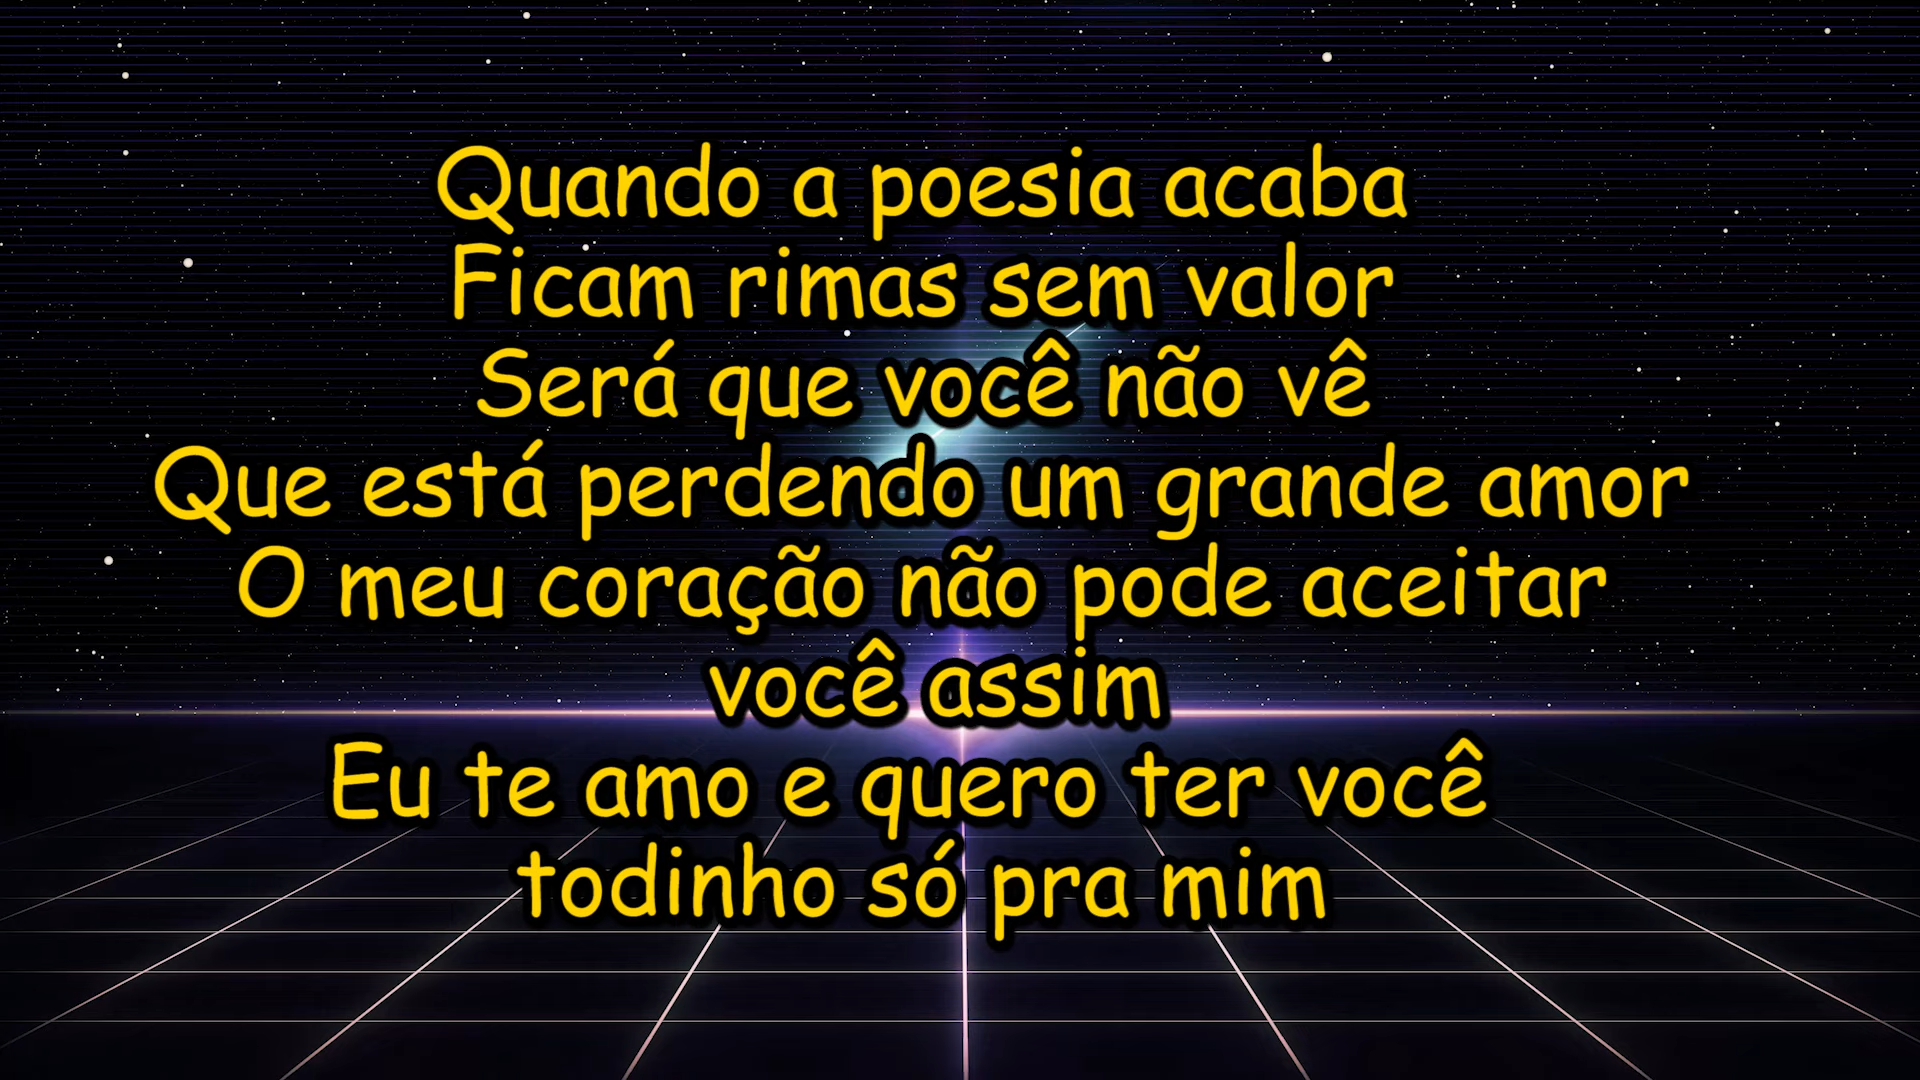 Quando a poesia acaba
Ficam rimas sem valor
Será que você não vê
Que está perdendo um grande amor
O meu coração não pode aceitar
você assim
Eu te amo e quero ter você
todinho só pra mim